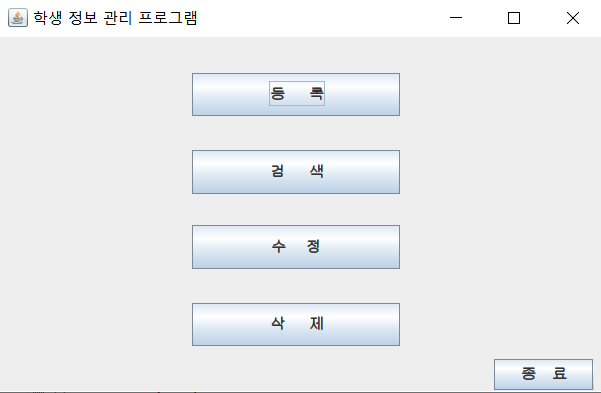 학생 정보 관리 프로그램
등 록
검 색
수 정
삭 제
종 료